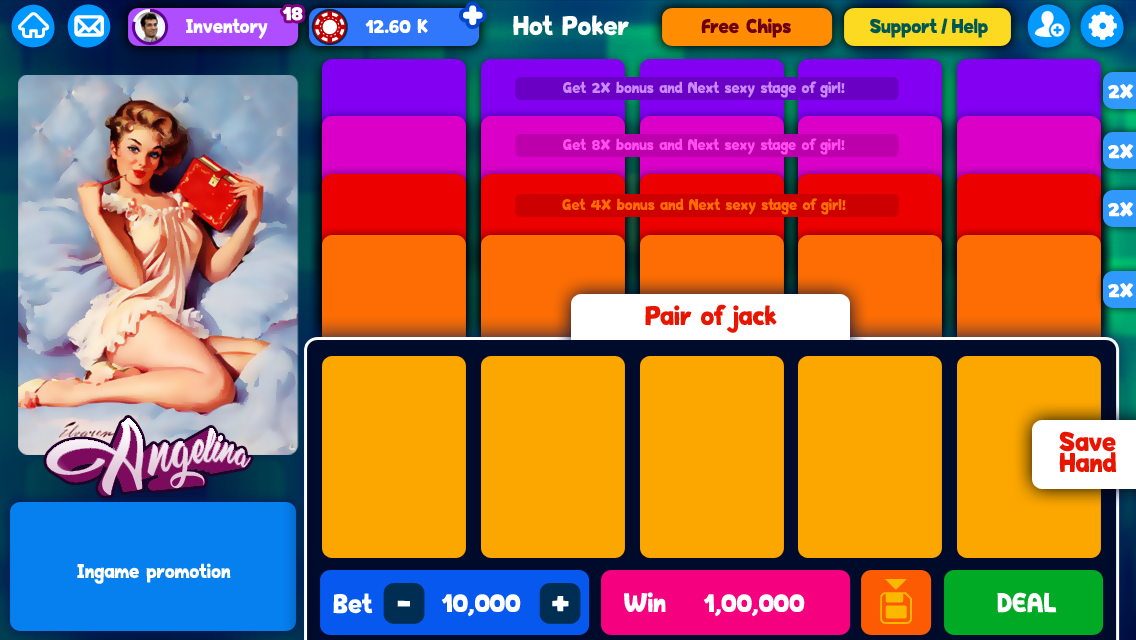 Inventory
18
12.60 K
Hot Poker
Free Chips
Support / Help
Get 2X bonus and Next sexy stage of girl!
2X
Get 8X bonus and Next sexy stage of girl!
2X
Get 4X bonus and Next sexy stage of girl!
2X
2X
Pair of jack
Angelina
Save
Hand
Ingame promotion
Bet - 10,000 +
Win 1,00,000
DEAL